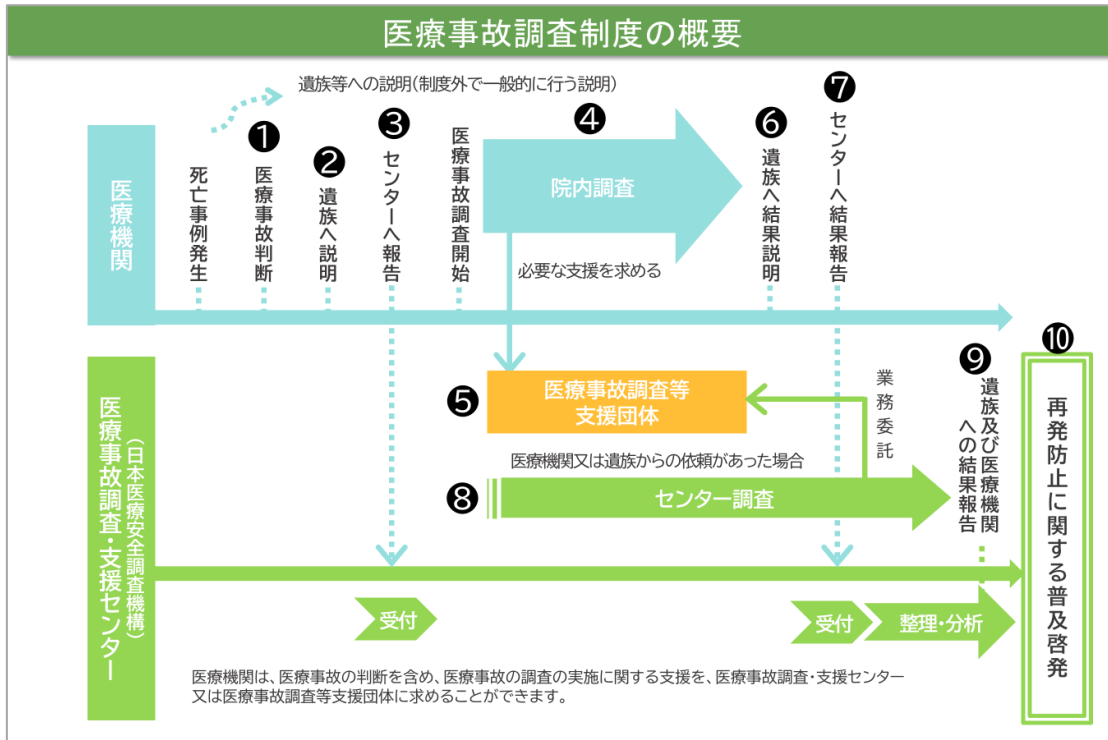 医療事故調査制度の概要
遺族等への説明(制度外で一般的に行う説明)
医療機関
死亡事例発生
❶
医療事故判断
❷
遺族へ説明
❸
センターへ報告
医療事故調査開始
❹
院内調査
必要な支援を求める
❻
遺族へ結果説明
❼
センターへ結果報告
❺
医療事故調査等
支援団体
業務委託
医療機関又は遺族からの依頼があった場合
❽
センター調査
❾
遺族及び医療機関
への結果報告
❿
再発防止に関する普及啓発
医療事故調査・支援センター
(日本医療安全調査機構)
受付
受付
整理・分析
医療機関は、医療事故の判断を含め、医療事故の調査の実施に関する支援を、医療事故調査・支援センター
又は医療事故調査等支援団体に求めることができます。